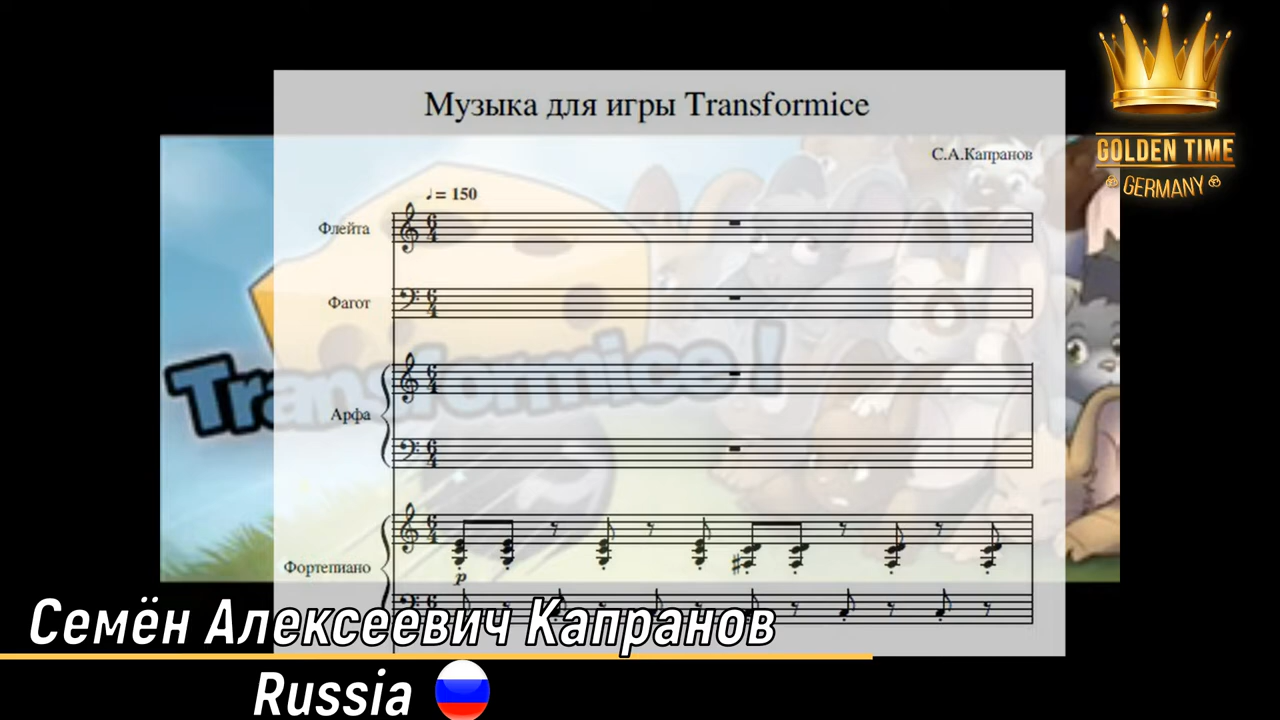 GOLDEN TIME
GERMANY
Музыка для игры Transformice
С.А.Капранов
♩= 150
Флейта
Фагот
Transformice !
Арфа
Фортепиано
p
Семён Алексеевич Капранов
Russia